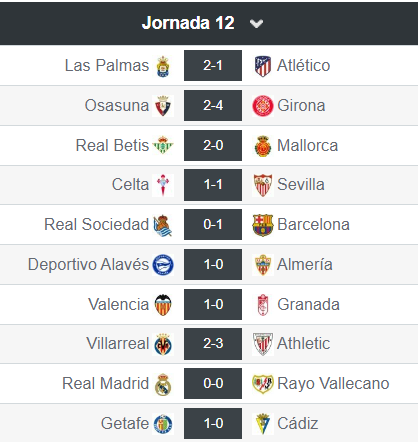 Jornada 12
Las Palmas 2-1 Atlético
Osasuna 2-4 Girona
Real Betis 2-0 Mallorca
Celta 1-1 Sevilla
Real Sociedad 0-1 Barcelona
Deportivo Alavés 1-0 Almería
Valencia 1-0 Granada
Villarreal 2-3 Athletic
Real Madrid 0-0 Rayo Vallecano
Getafe 1-0 Cádiz